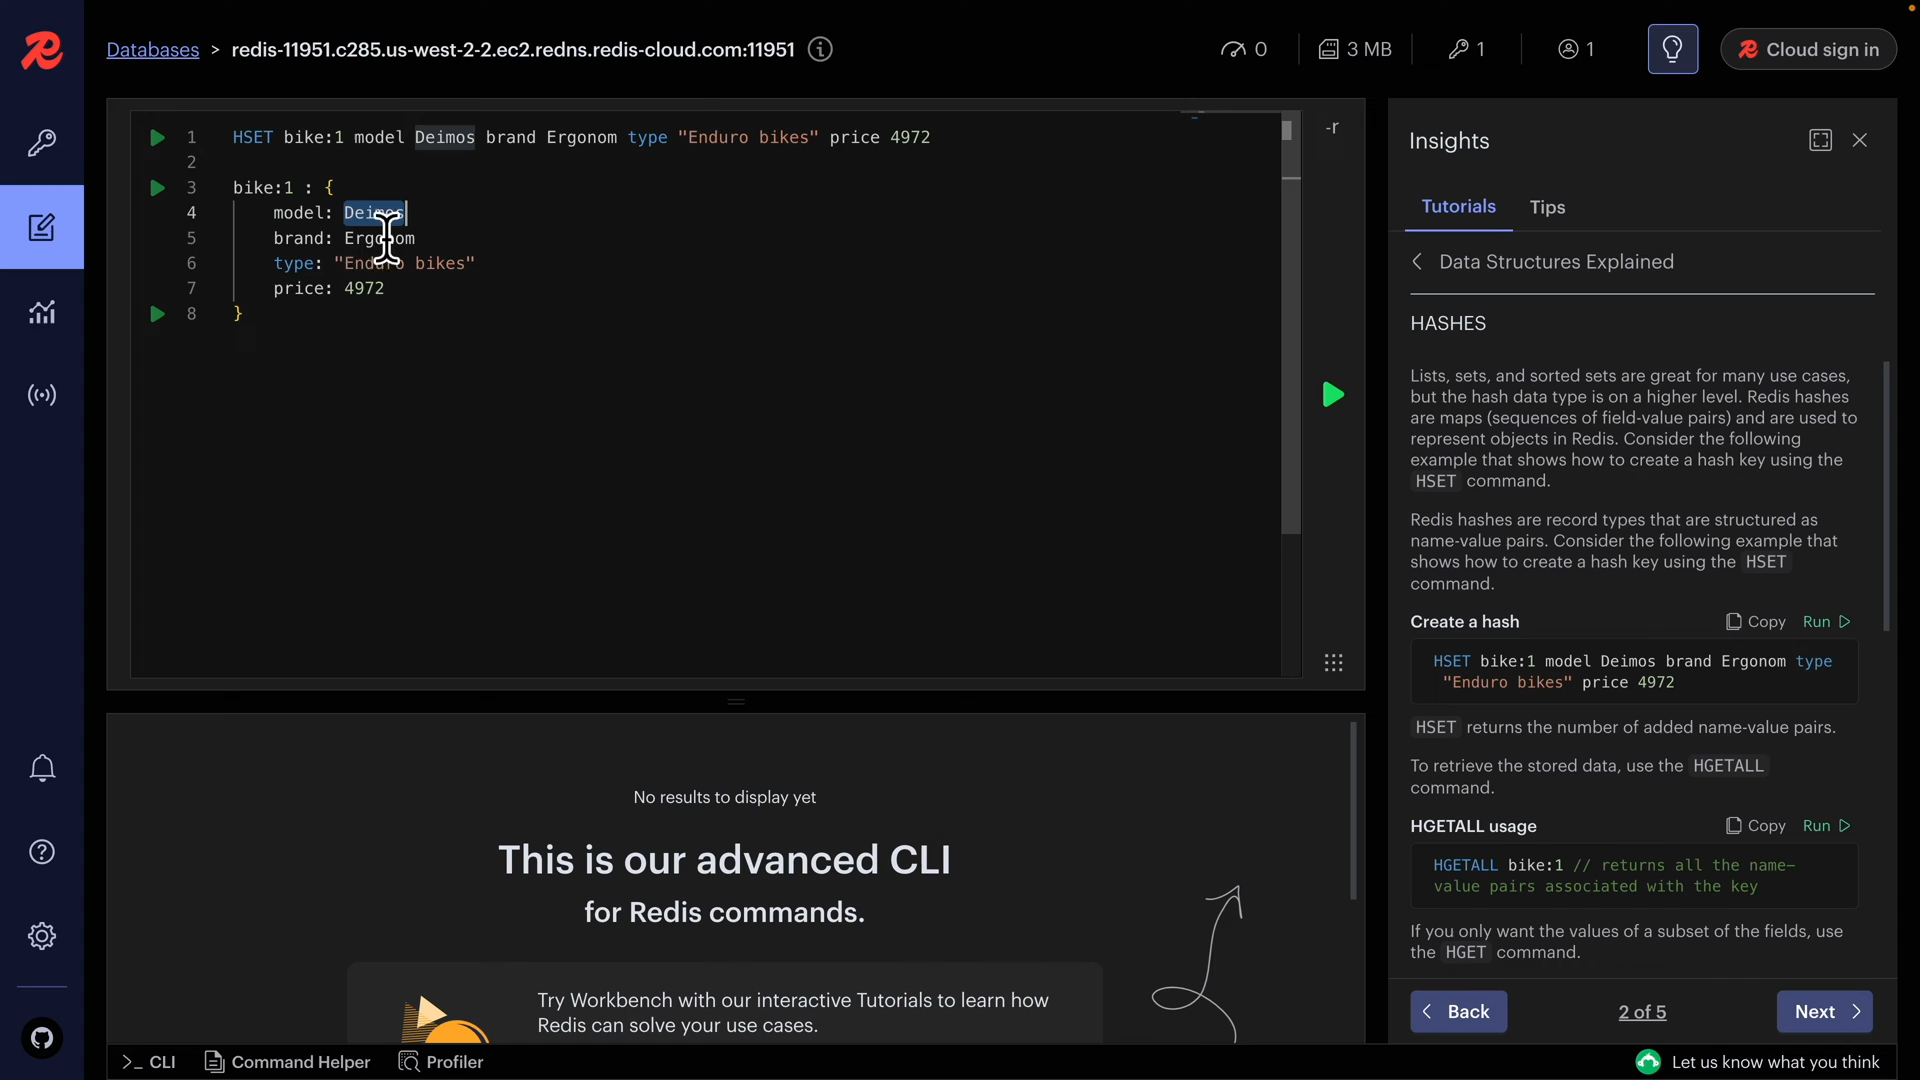 Databases > redis-11951.c285.us-west-2-2.ec2.redns.redis-cloud.com:11951
0
3 MB
1
1
Cloud sign in
1 HSET bike:1 model Deimos brand Ergonom type "Enduro bikes" price 4972
2
3 bike:1 : {
4 model: Deimos
5 brand: Ergonom
6 type: "Enduro bikes"
7 price: 4972
8 }
-r
No results to display yet
This is our advanced CLI
for Redis commands.
Try Workbench with our interactive Tutorials to learn how
Redis can solve your use cases.
Insights
Tutorials Tips
Data Structures Explained
HASHES
Lists, sets, and sorted sets are great for many use cases,
but the hash data type is on a higher level. Redis hashes
are maps (sequences of field-value pairs) and are used to
represent objects in Redis. Consider the following
example that shows how to create a hash key using the
HSET command.
Redis hashes are record types that are structured as
name-value pairs. Consider the following example that
shows how to create a hash key using the HSET
command.
Create a hash Copy Run
HSET bike:1 model Deimos brand Ergonom type
"Enduro bikes" price 4972
HSET returns the number of added name-value pairs.
To retrieve the stored data, use the HGETALL
command.
HGETALL usage Copy Run
HGETALL bike:1 // returns all the name-
value pairs associated with the key
If you only want the values of a subset of the fields, use
the HGET command.
Back 2 of 5 Next
>_ CLI Command Helper Profiler
Let us know what you think